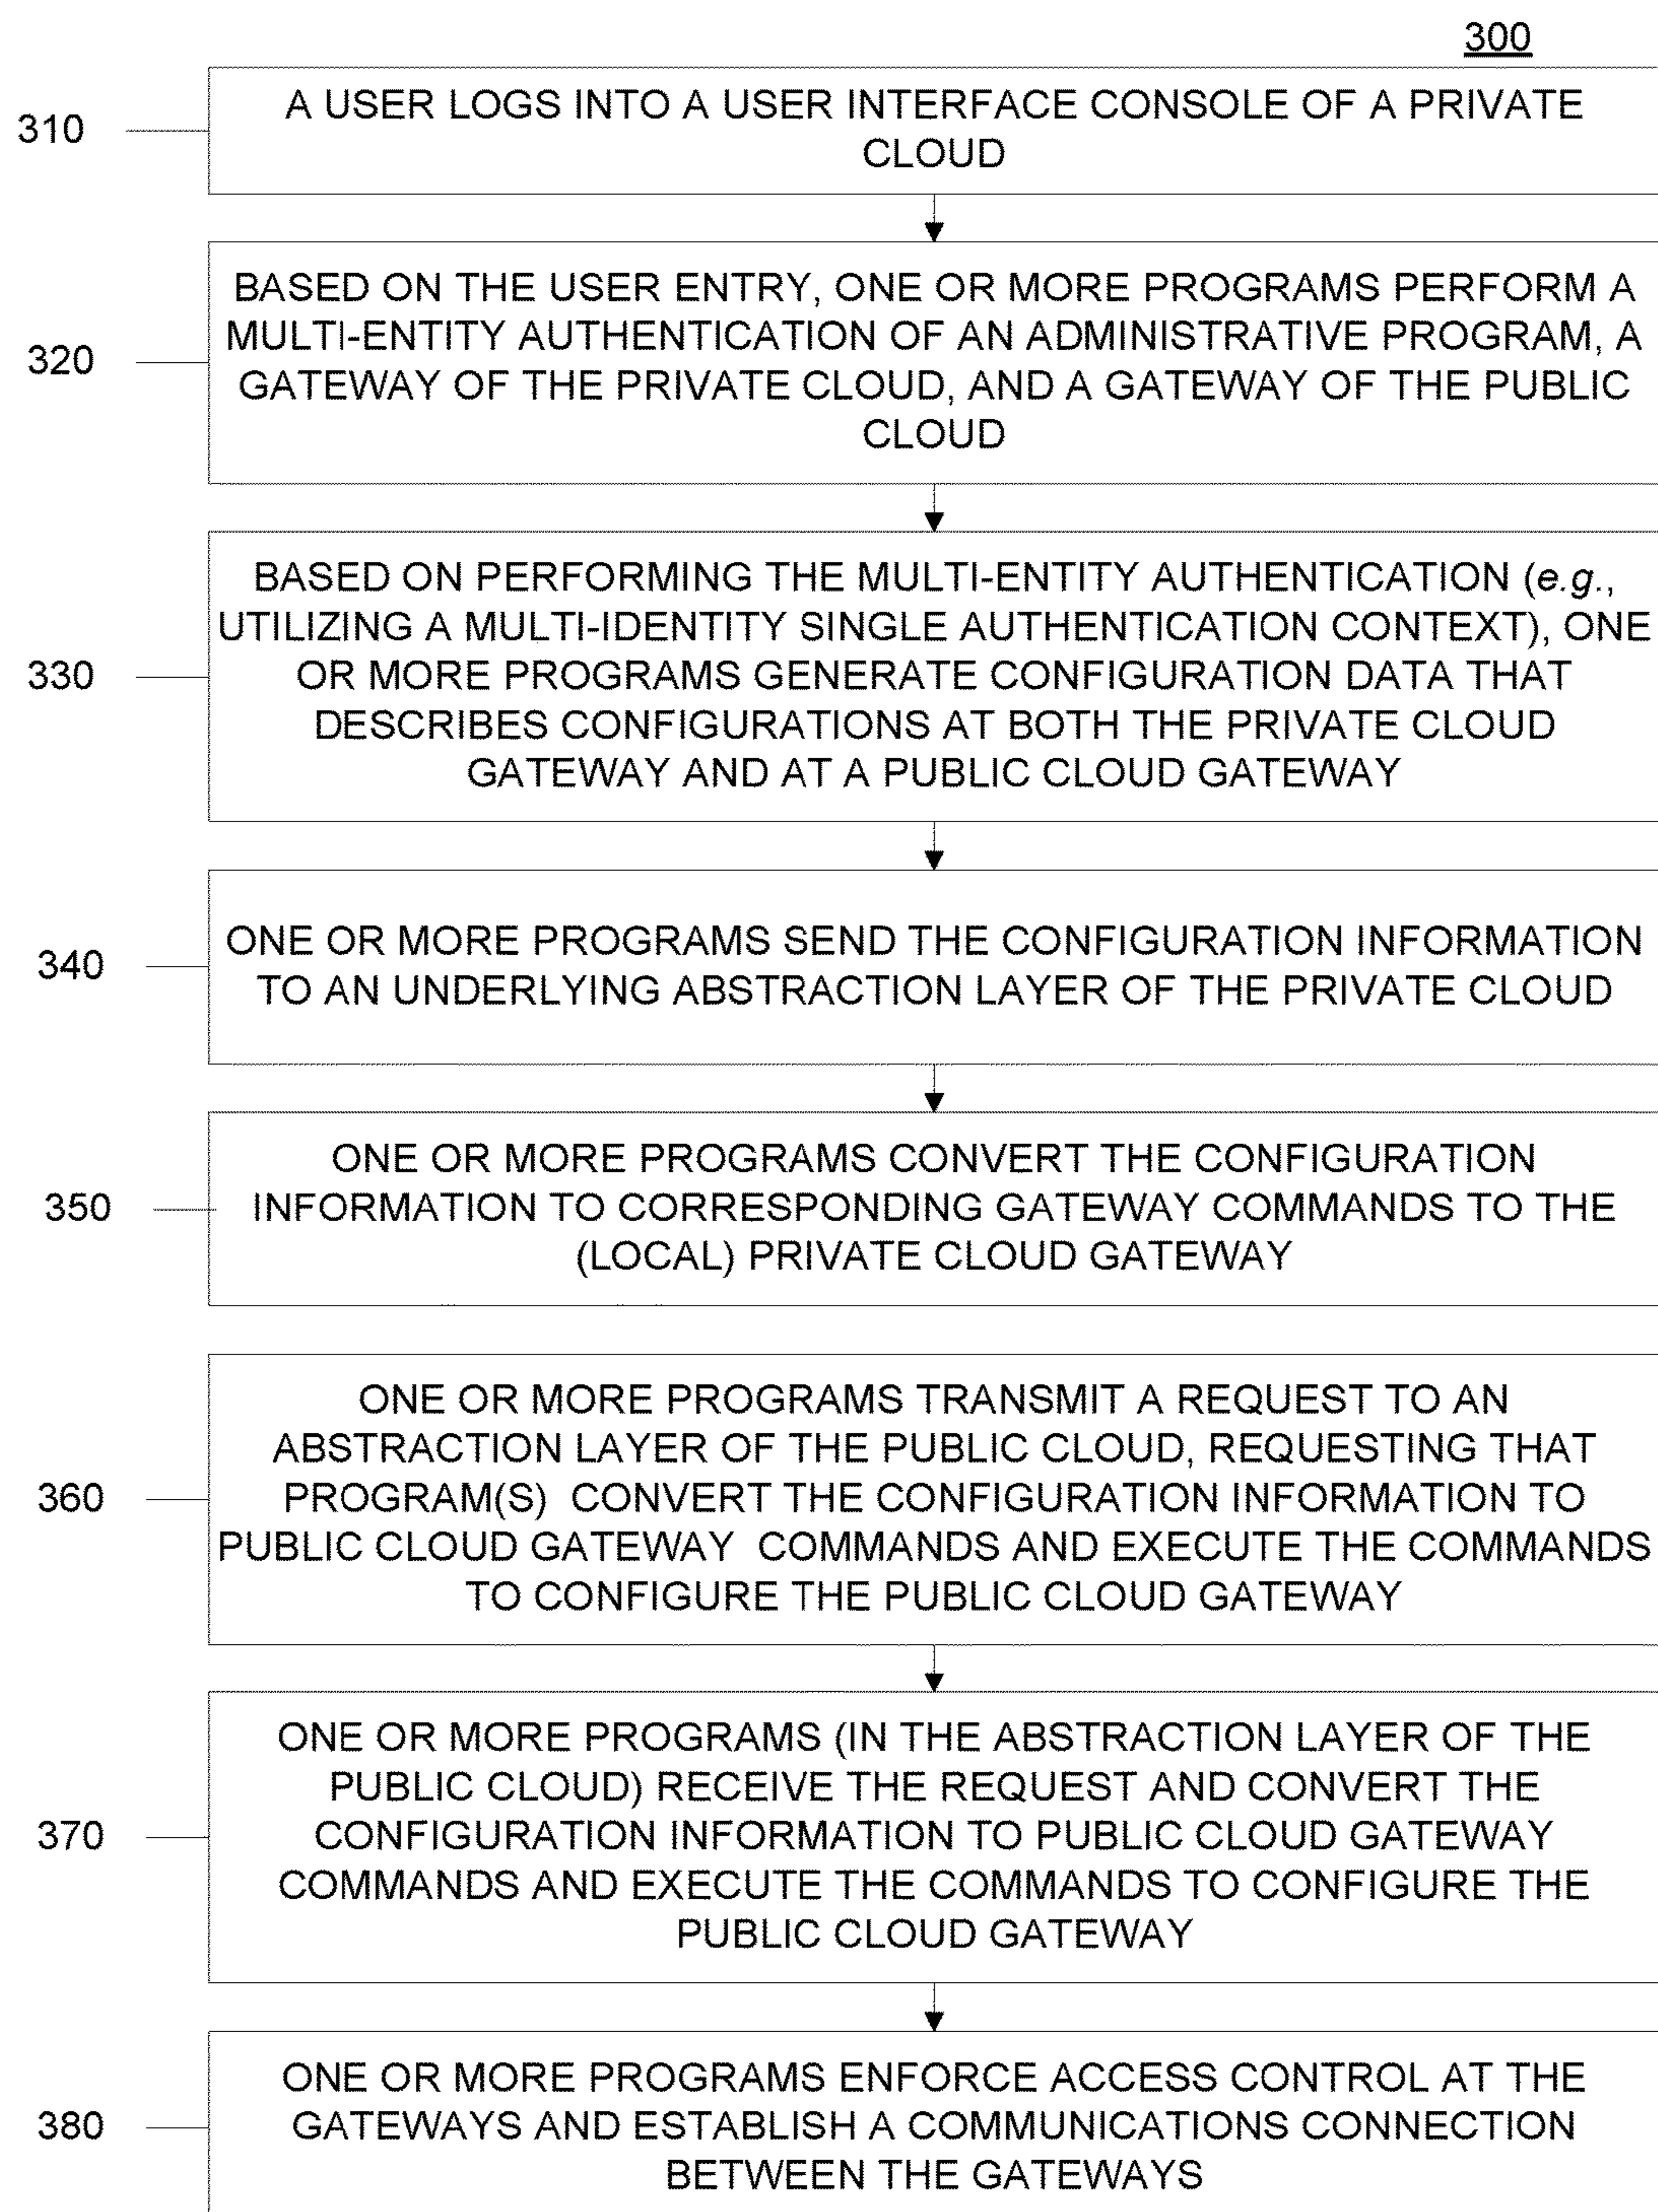 300
310
A USER LOGS INTO A USER INTERFACE CONSOLE OF A PRIVATE
CLOUD
320
BASED ON THE USER ENTRY, ONE OR MORE PROGRAMS PERFORM A
MULTI-ENTITY AUTHENTICATION OF AN ADMINISTRATIVE PROGRAM, A
GATEWAY OF THE PRIVATE CLOUD, AND A GATEWAY OF THE PUBLIC
CLOUD
330
BASED ON PERFORMING THE MULTI-ENTITY AUTHENTICATION (e.g.,
UTILIZING A MULTI-IDENTITY SINGLE AUTHENTICATION CONTEXT), ONE
OR MORE PROGRAMS GENERATE CONFIGURATION DATA THAT
DESCRIBES CONFIGURATIONS AT BOTH THE PRIVATE CLOUD
GATEWAY AND AT A PUBLIC CLOUD GATEWAY
340
ONE OR MORE PROGRAMS SEND THE CONFIGURATION INFORMATION
TO AN UNDERLYING ABSTRACTION LAYER OF THE PRIVATE CLOUD
350
ONE OR MORE PROGRAMS CONVERT THE CONFIGURATION
INFORMATION TO CORRESPONDING GATEWAY COMMANDS TO THE
(LOCAL) PRIVATE CLOUD GATEWAY
360
ONE OR MORE PROGRAMS TRANSMIT A REQUEST TO AN
ABSTRACTION LAYER OF THE PUBLIC CLOUD, REQUESTING THAT
PROGRAM(S) CONVERT THE CONFIGURATION INFORMATION TO
PUBLIC CLOUD GATEWAY COMMANDS AND EXECUTE THE COMMANDS
TO CONFIGURE THE PUBLIC CLOUD GATEWAY
370
ONE OR MORE PROGRAMS (IN THE ABSTRACTION LAYER OF THE
PUBLIC CLOUD) RECEIVE THE REQUEST AND CONVERT THE
CONFIGURATION INFORMATION TO PUBLIC CLOUD GATEWAY
COMMANDS AND EXECUTE THE COMMANDS TO CONFIGURE THE
PUBLIC CLOUD GATEWAY
380
ONE OR MORE PROGRAMS ENFORCE ACCESS CONTROL AT THE
GATEWAYS AND ESTABLISH A COMMUNICATIONS CONNECTION
BETWEEN THE GATEWAYS